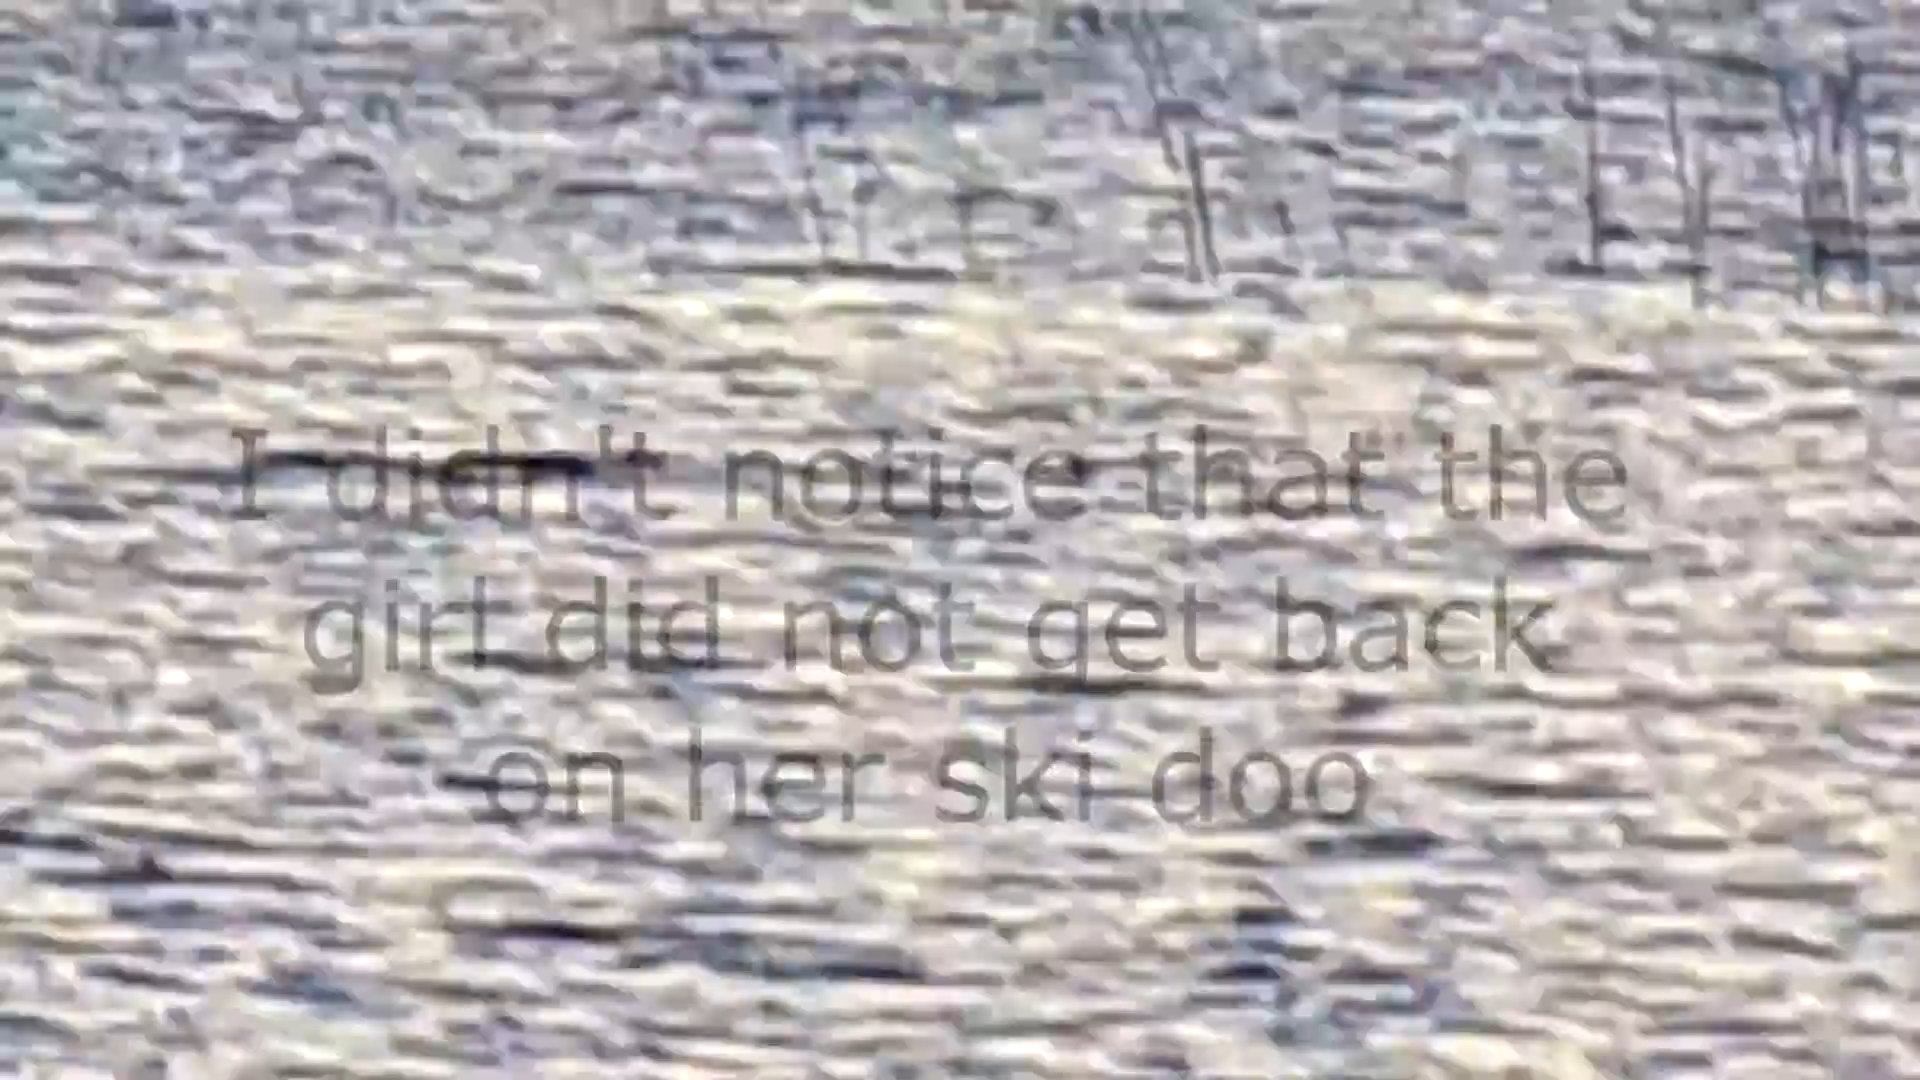 I didn't notice that the
girl did not get back
on her ski doo